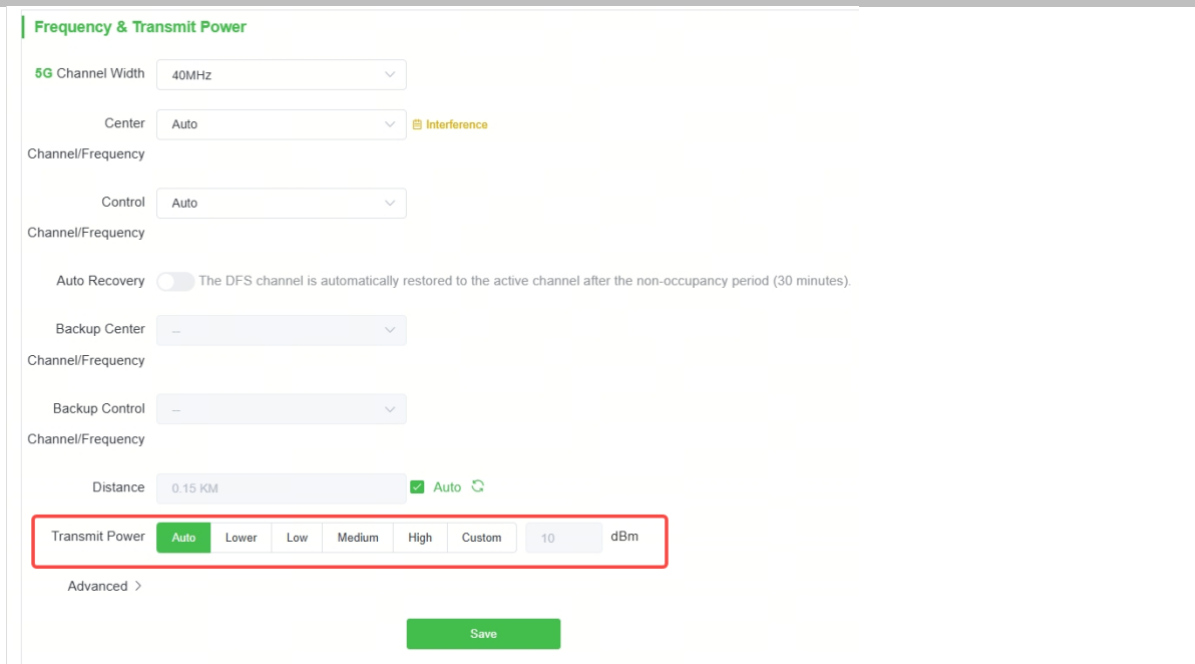 Frequency & Transmit Power
5G Channel Width 40MHz
Center Auto Interference
Channel/Frequency
Control Auto
Channel/Frequency
Auto Recovery The DFS channel is automatically restored to the active channel after the non-occupancy period (30 minutes).
Backup Center --
Channel/Frequency
Backup Control --
Channel/Frequency
Distance 0.15 KM Auto
Transmit Power Auto Lower Low Medium High Custom 10 dBm
Advanced >
Save